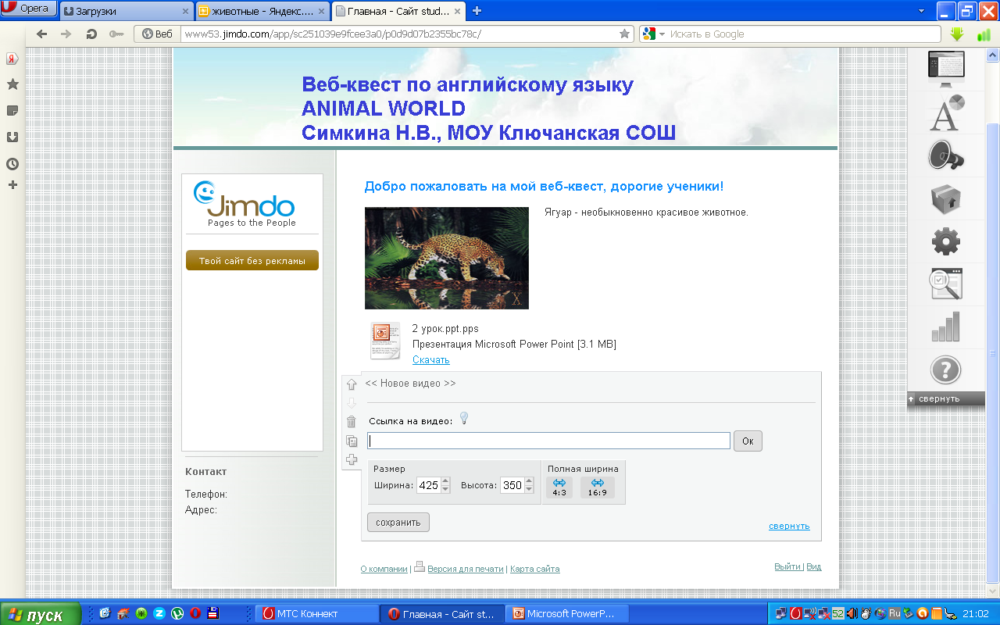 Opera
Загрузки
животные - Яндекс....
Главная - Сайт stud...
Веб
www53.jimdo.com/app/sc251039e9fcee3a0/p0d9d07b2355bc78c/
Искать в Google
Я
Веб-квест по английскому языку
ANIMAL WORLD
Симкина Н.В., МОУ Ключанская СОШ
Jimdo
Pages to the People
Твой сайт без рекламы
Контакт
Телефон:
Адрес:
Добро пожаловать на мой веб-квест, дорогие ученики!
Ягуар - необыкновенно красивое животное.
2 урок.ppt.pps
Презентация Microsoft Power Point [3.1 MB]
Скачать
<< Новое видео >>
Ссылка на видео:
Ок
Размер
Ширина: 425 Высота: 350
Полная ширина
4:3 16:9
сохранить
свернуть
О компании | Версия для печати | Карта сайта
Выйти | Вид
A
?
свернуть
пуск
МТС Коннект
Главная - Сайт st...
Microsoft PowerP...
52
Ru
21:02